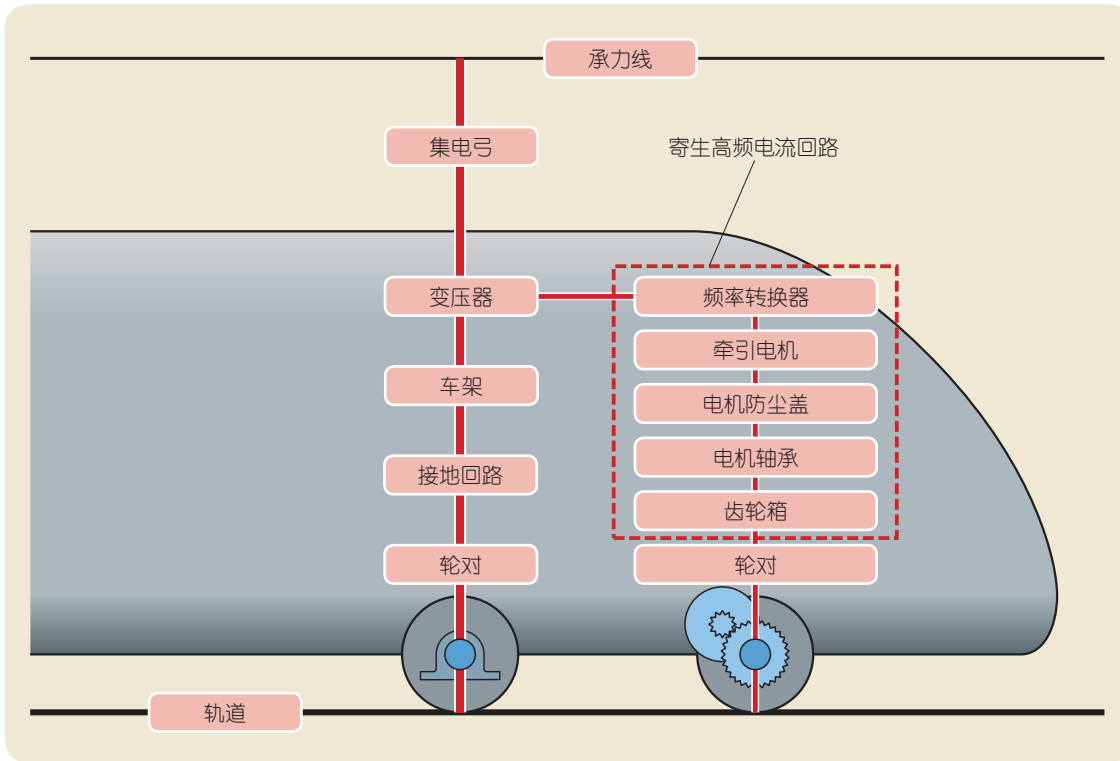 承力线
集电弓
寄生高频电流回路
变压器
频率转换器
牵引电机
车架
电机防尘盖
电机轴承
接地回路
齿轮箱
轮对
轮对
轨道